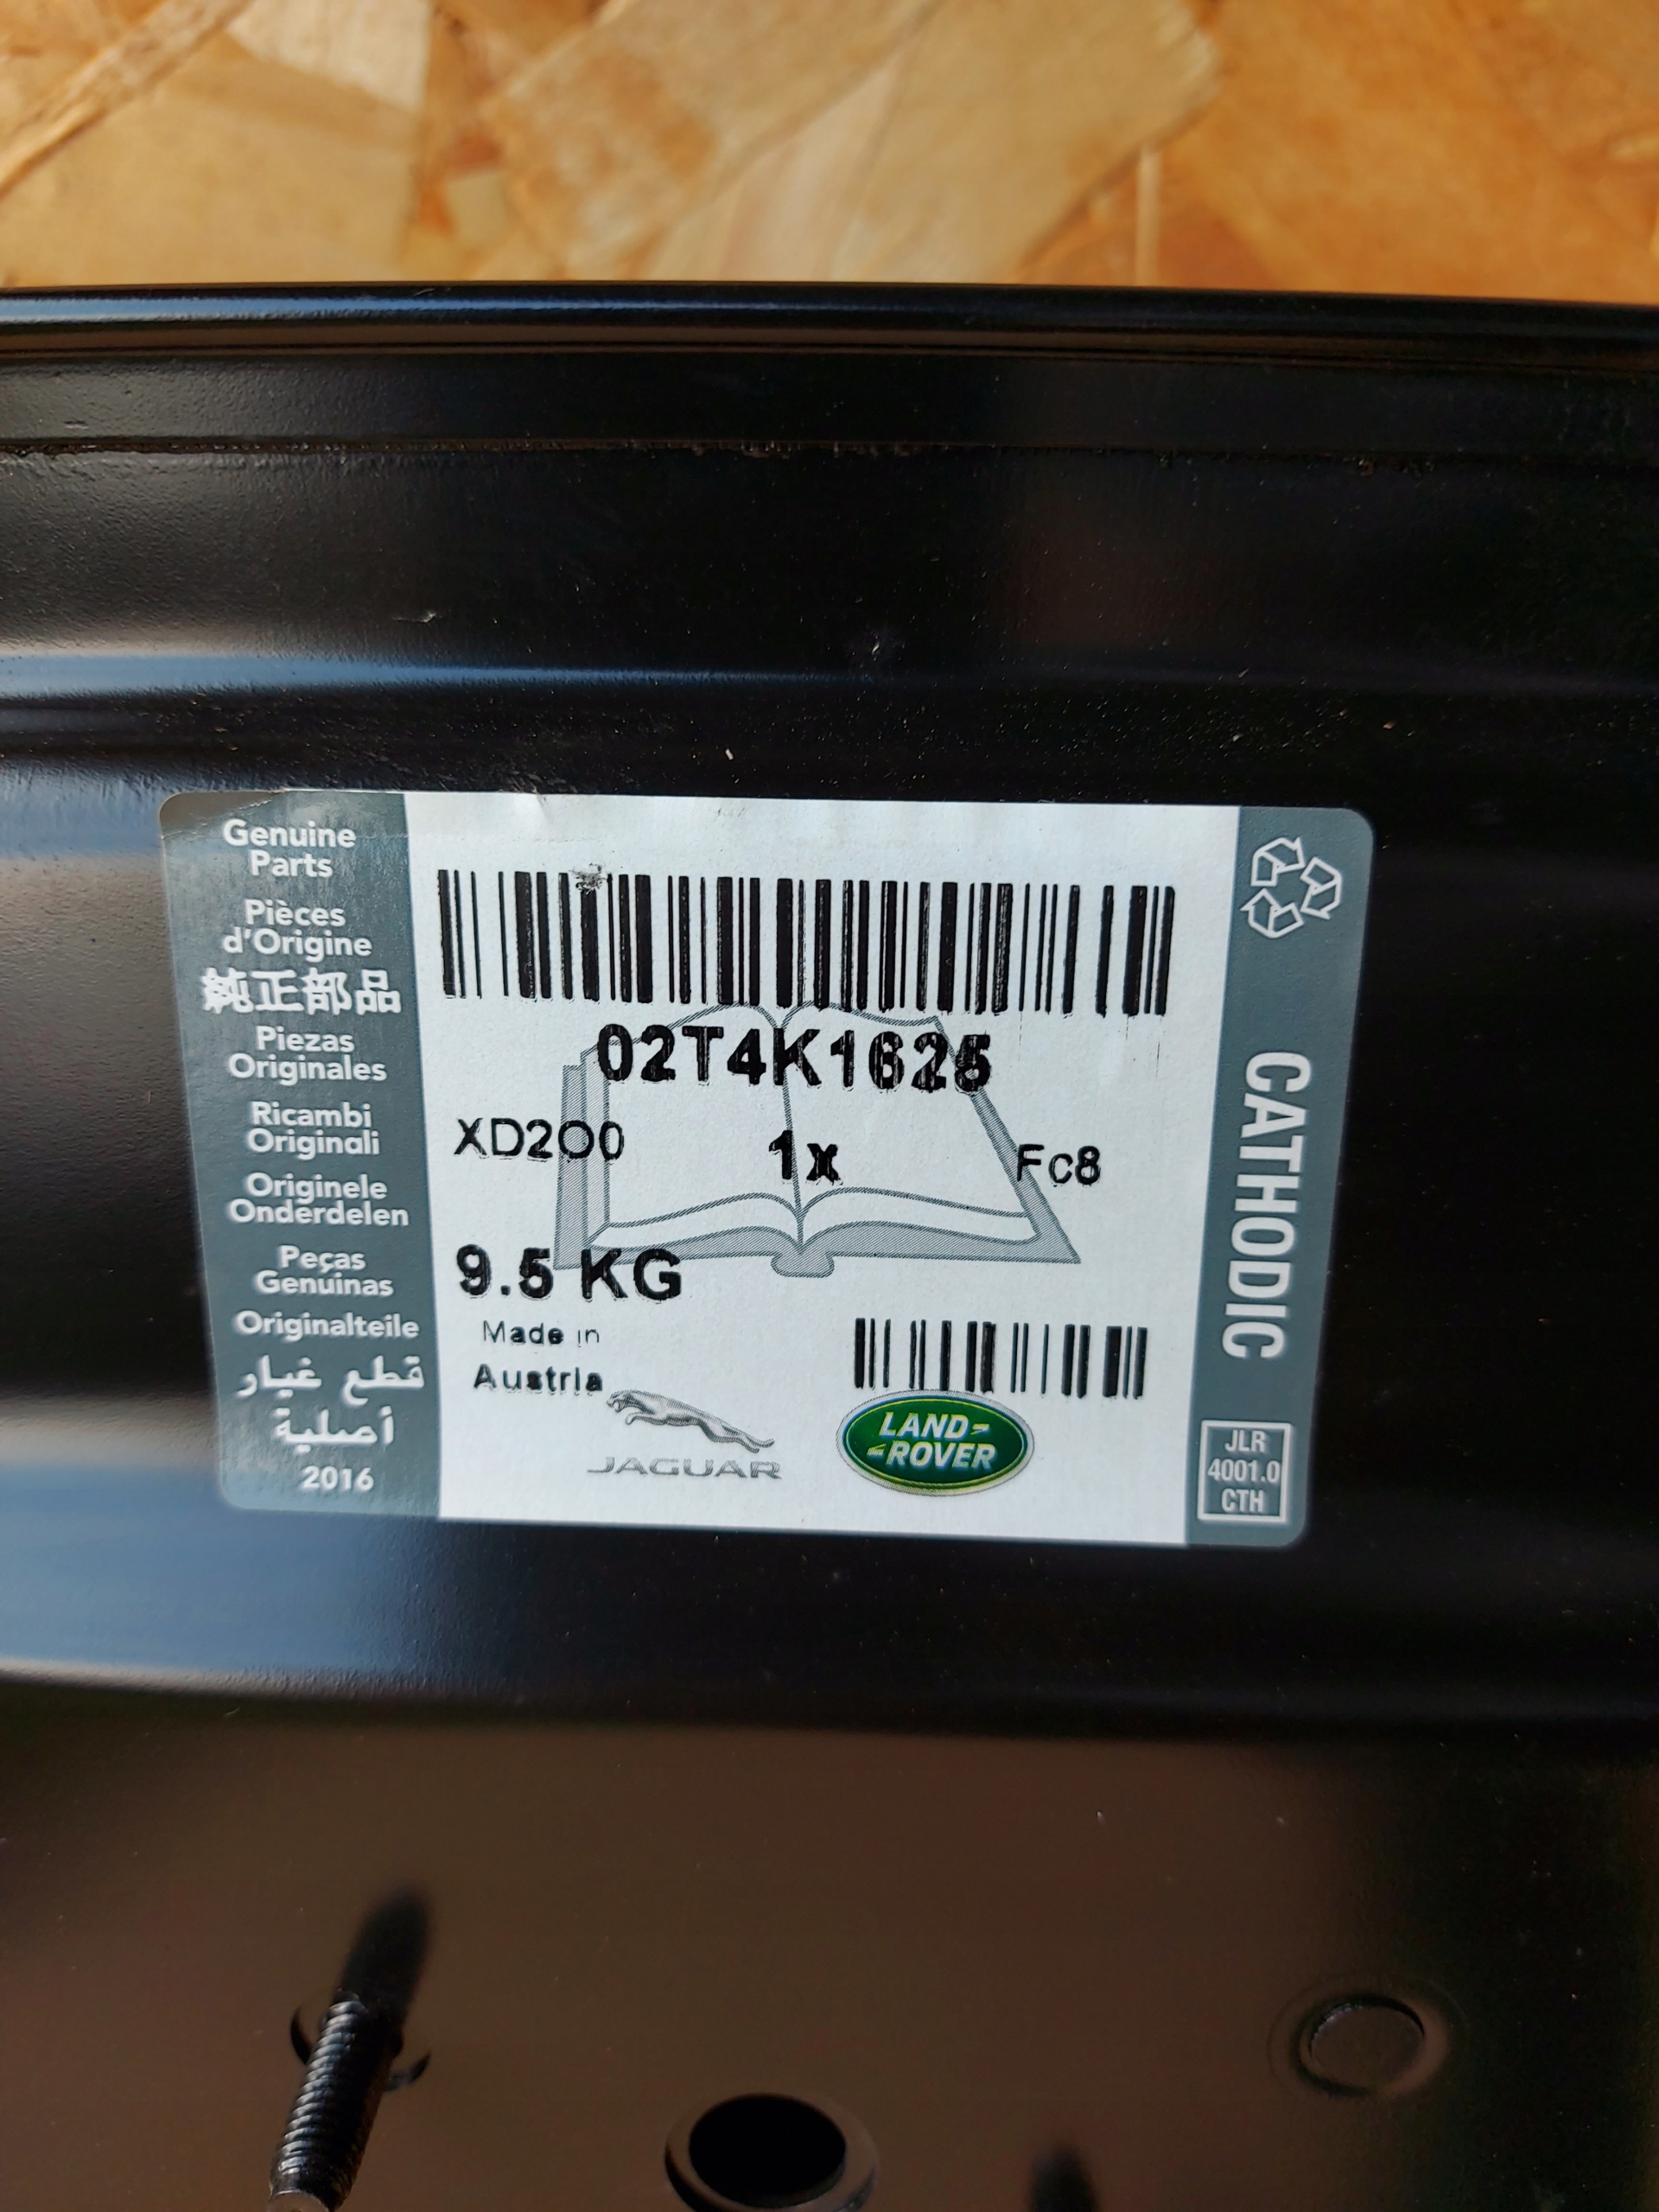 Genuine
Parts
Pièces
d'Origine
純正部品
Piezas
Originales
Ricambi
Originali
Originele
Onderdelen
Peças
Genuinas
Originalteile
قطع غيار
أصلية
2016
02T4K1625
XD2O0 1x Fc8
9.5 KG
Made in
Austria
JAGUAR
LAND-
ROVER
CATHODIC
JLR
4001.0
CTH